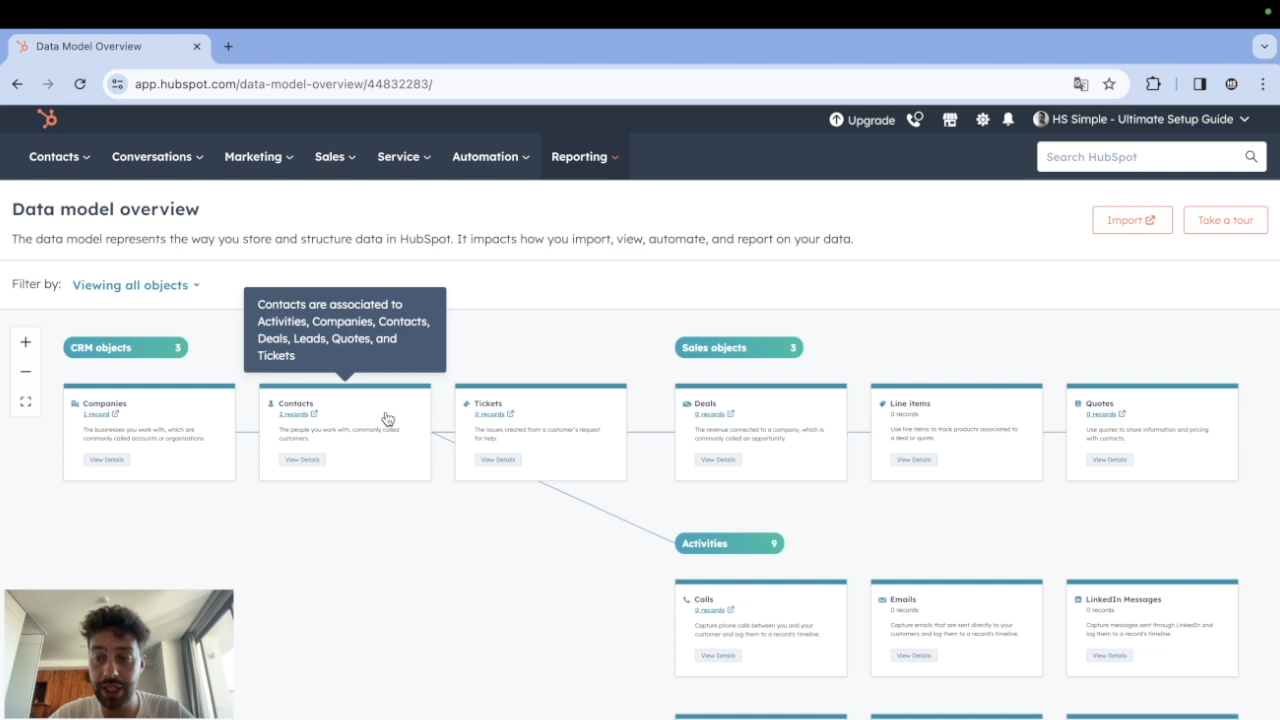 Data Model Overview
app.hubspot.com/data-model-overview/44832283/
Upgrade
HS Simple - Ultimate Setup Guide
Contacts
Conversations
Marketing
Sales
Service
Automation
Reporting
Search HubSpot
Data model overview
The data model represents the way you store and structure data in HubSpot. It impacts how you import, view, automate, and report on your data.
Import
Take a tour
Filter by:
Viewing all objects
Contacts are associated to
Activities, Companies, Contacts,
Deals, Leads, Quotes, and
Tickets
CRM objects 3
Sales objects 3
Companies
1 record
The businesses you work with, which are
commonly called accounts or organizations.
View Details
Contacts
2 records
The people you work with, commonly called
customers.
View Details
Tickets
0 records
The issues created from a customer's request
for help.
View Details
Deals
0 records
The revenue connected to a company, which is
commonly called an opportunity.
View Details
Line items
0 records
Use line items to track products associated to
a deal or quote.
View Details
Quotes
0 records
Use quotes to share information and pricing
with contacts.
View Details
Activities 9
Calls
0 records
Capture phone calls between you and your
customer and log them to a record's timeline.
View Details
Emails
0 records
Capture emails that are sent directly to your
customers and log them to a record's timeline.
View Details
LinkedIn Messages
0 records
Capture messages sent through LinkedIn and
log them to a record's timeline.
View Details